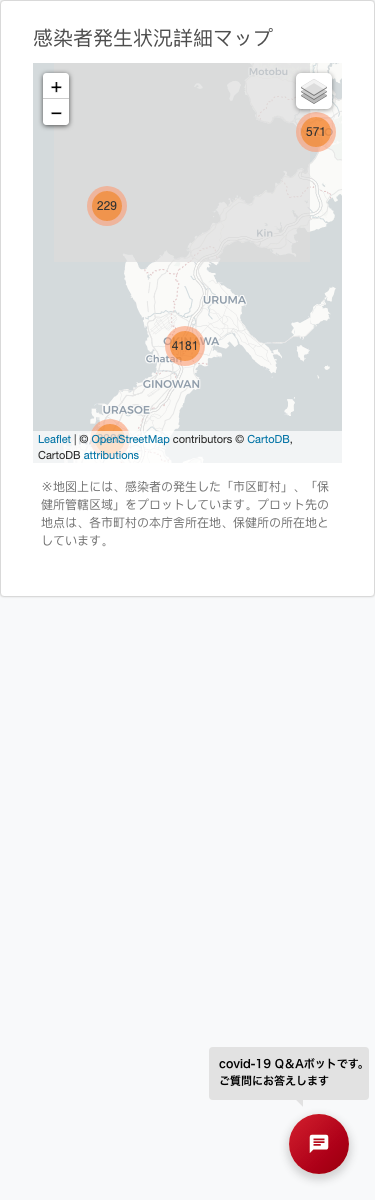 感染者発生状況詳細マップ
+
−
Motobu
571
229
Kin
URUMA
4181
Chatan
GINOWAN
URASOE
Leaflet | © OpenStreetMap contributors © CartoDB,
CartoDB attributions
※地図上には、感染者の発生した「市区町村」、「保
健所管轄区域」をプロットしています。プロット先の
地点は、各市町村の本庁舎所在地、保健所の所在地と
しています。
covid-19 Q&Aボットです。
ご質問にお答えします